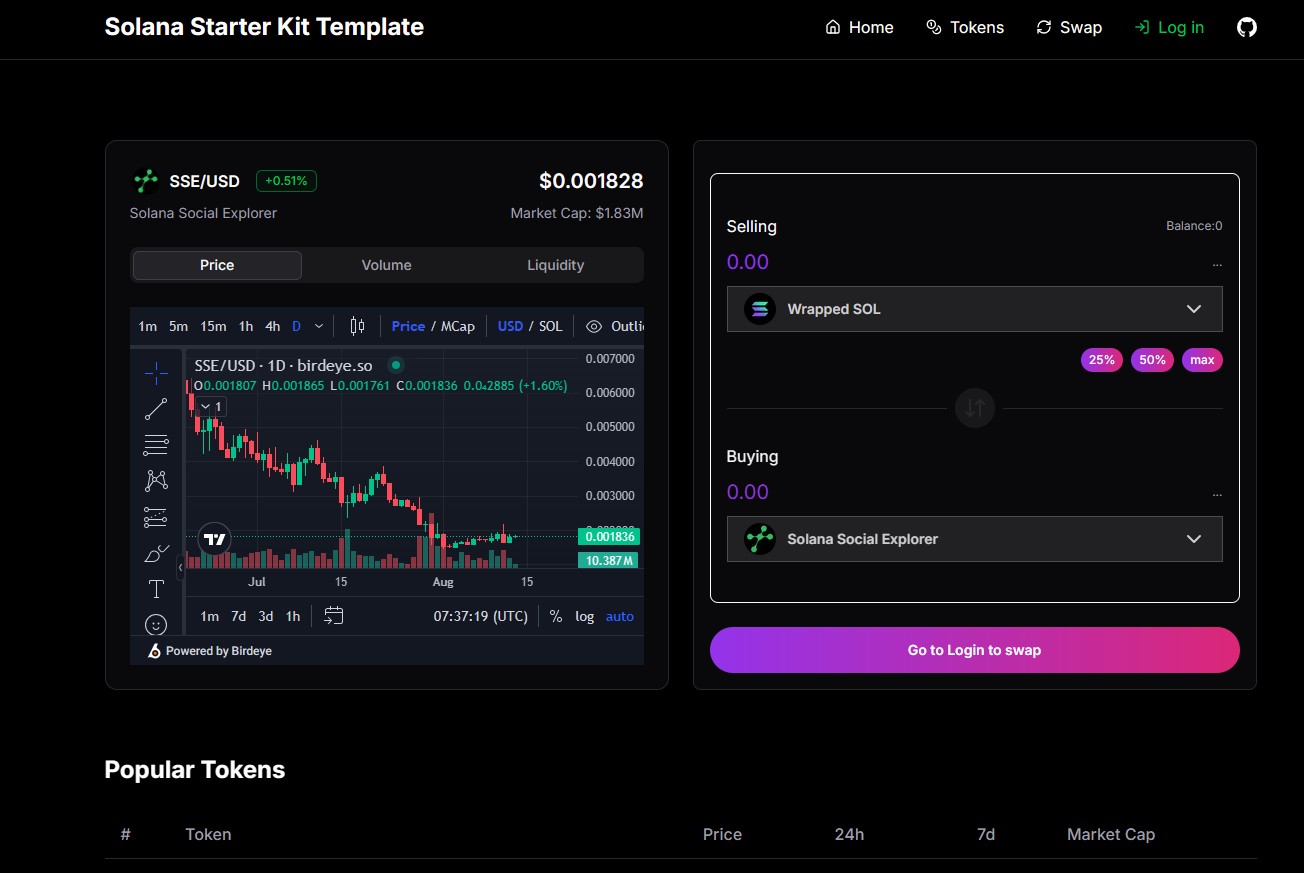 Solana Starter Kit Template
Home
Tokens
Swap
Log in
SSE/USD
+0.51%
$0.001828
Solana Social Explorer
Market Cap: $1.83M
Price
Volume
Liquidity
1m 5m 15m 1h 4h D
Price / MCap
USD / SOL
Outli
SSE/USD · 1D · birdeye.so
O0.001807 H0.001865 L0.001761 C0.001836 0.0₄2885 (+1.60%)
1
0.007000
0.006000
0.005000
0.004000
0.003000
0.001836
10.387M
Jul
15
Aug
15
1m 7d 3d 1h
07:37:19 (UTC)
% log auto
Powered by Birdeye
Selling
Balance:0
0.00
...
Wrapped SOL
25%
50%
max
Buying
0.00
...
Solana Social Explorer
Go to Login to swap
Popular Tokens
# Token Price 24h 7d Market Cap